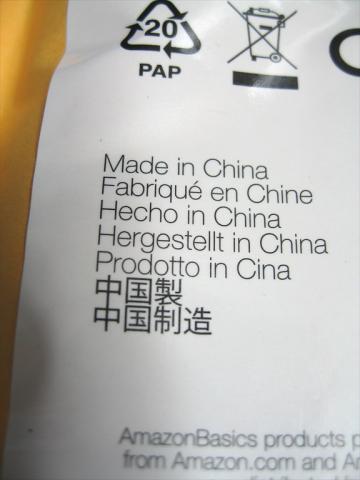 20
PAP
Made in China
Fabriqué en Chine
Hecho in China
Hergestellt in China
Prodotto in Cina
中国製
中国制造
AmazonBasics products
from Amazon.com and